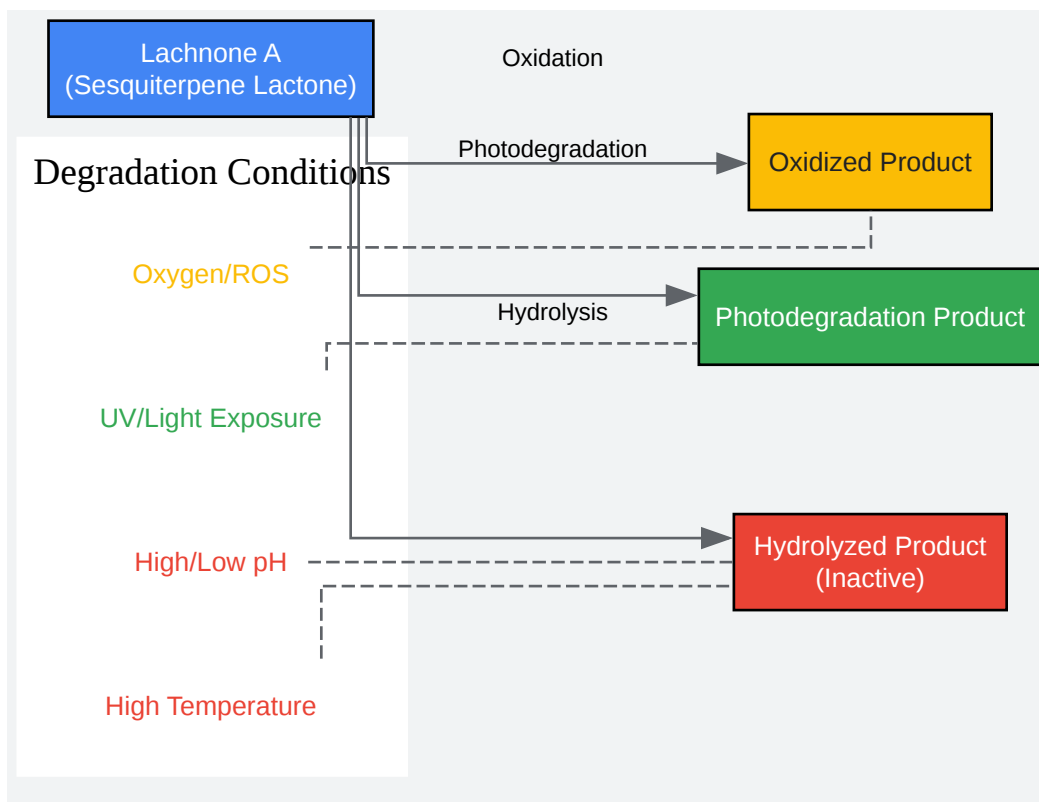 Lachnone A
(Sesquiterpene Lactone)
Oxidation
Photodegradation
Oxidized Product
Degradation Conditions
Oxygen/ROS
Hydrolysis
Photodegradation Product
UV/Light Exposure
High/Low pH
Hydrolyzed Product
(Inactive)
High Temperature